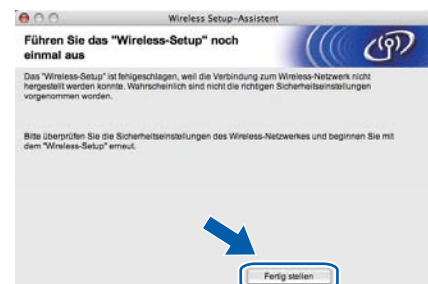 Wireless Setup-Assistent
Führen Sie das "Wireless-Setup" noch
einmal aus
Das "Wireless-Setup" ist fehlgeschlagen, weil die Verbindung zum Wireless-Netzwerk nicht
hergestellt werden konnte. Wahrscheinlich sind nicht die richtigen Sicherheitseinstellungen
vorgenommen worden.
Bitte überprüfen Sie die Sicherheitseinstellungen des Wireless-Netzwerkes und beginnen Sie mit
dem "Wireless-Setup" erneut.
Fertig stellen